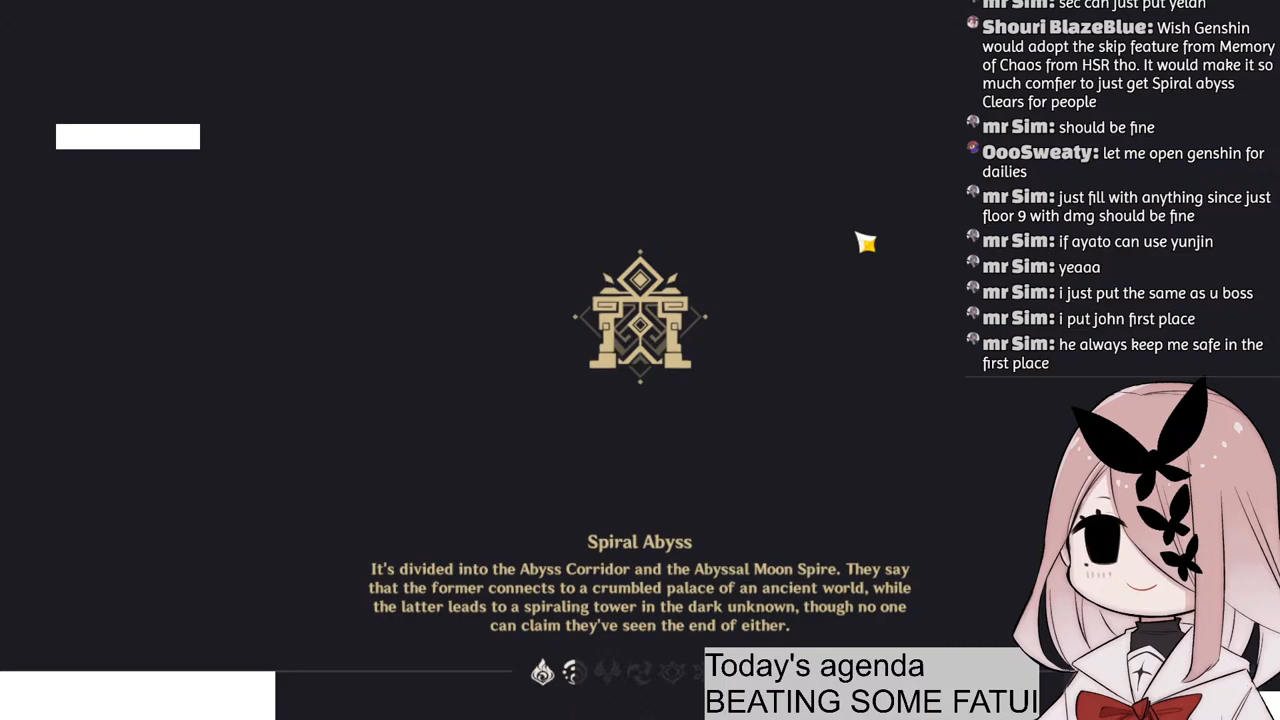 mr Sim: sec can just put yelan
Shouri BlazeBlue: Wish Genshin
would adopt the skip feature from Memory
of Chaos from HSR tho. It would make it so
much comfier to just get Spiral abyss
Clears for people
mr Sim: should be fine
OooSweaty: let me open genshin for
dailies
mr Sim: just fill with anything since just
floor 9 with dmg should be fine
mr Sim: if ayato can use yunjin
mr Sim: yeaaa
mr Sim: i just put the same as u boss
mr Sim: i put john first place
mr Sim: he always keep me safe in the
first place
Spiral Abyss
It's divided into the Abyss Corridor and the Abyssal Moon Spire. They say
that the former connects to a crumbled palace of an ancient world, while
the latter leads to a spiraling tower in the dark unknown, though no one
can claim they've seen the end of either.
Today's agenda
BEATING SOME FATUI